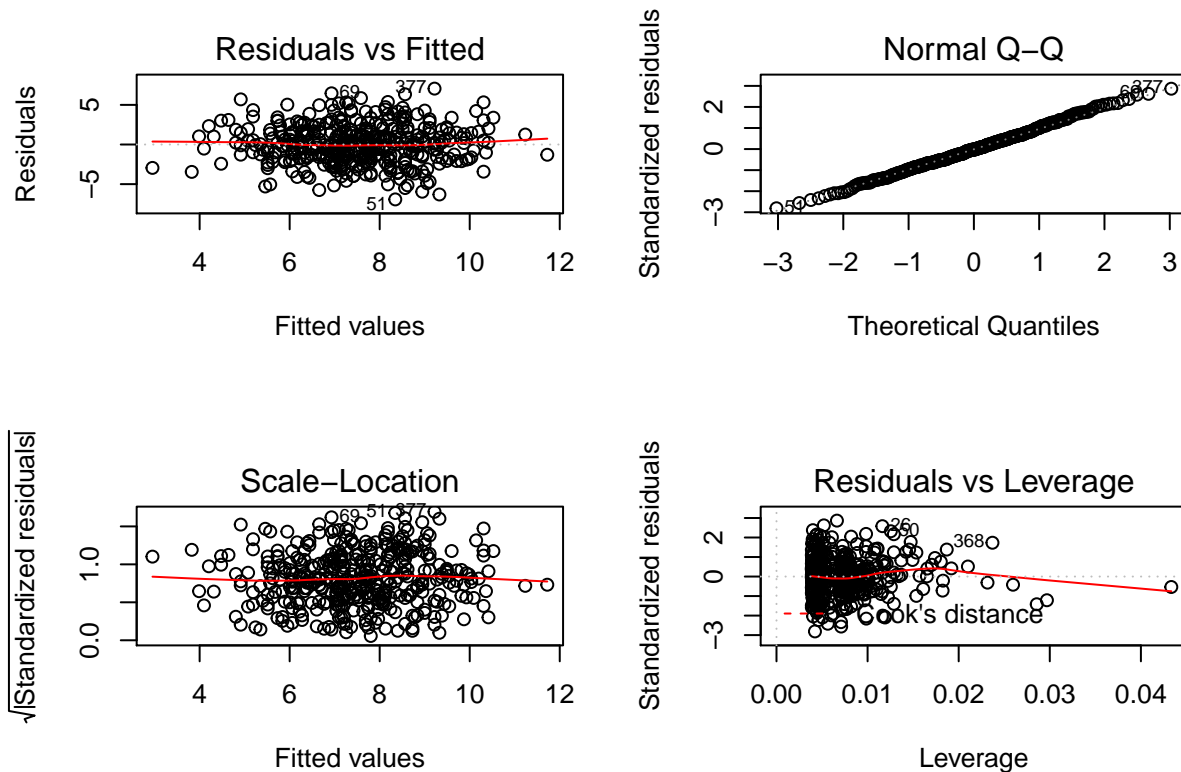 Residuals vs Fitted
Residuals
5
−5
69
377
51
4 6 8 10 12
Fitted values
Normal Q−Q
Standardized residuals
2
0
−3
377
51
−3 −2 −1 0 1 2 3
Theoretical Quantiles
Scale−Location
√|Standardized residuals|
1.0
0.0
69
51
377
4 6 8 10 12
Fitted values
Residuals vs Leverage
Standardized residuals
2
0
−3
260
368
Cook's distance
0.00 0.01 0.02 0.03 0.04
Leverage